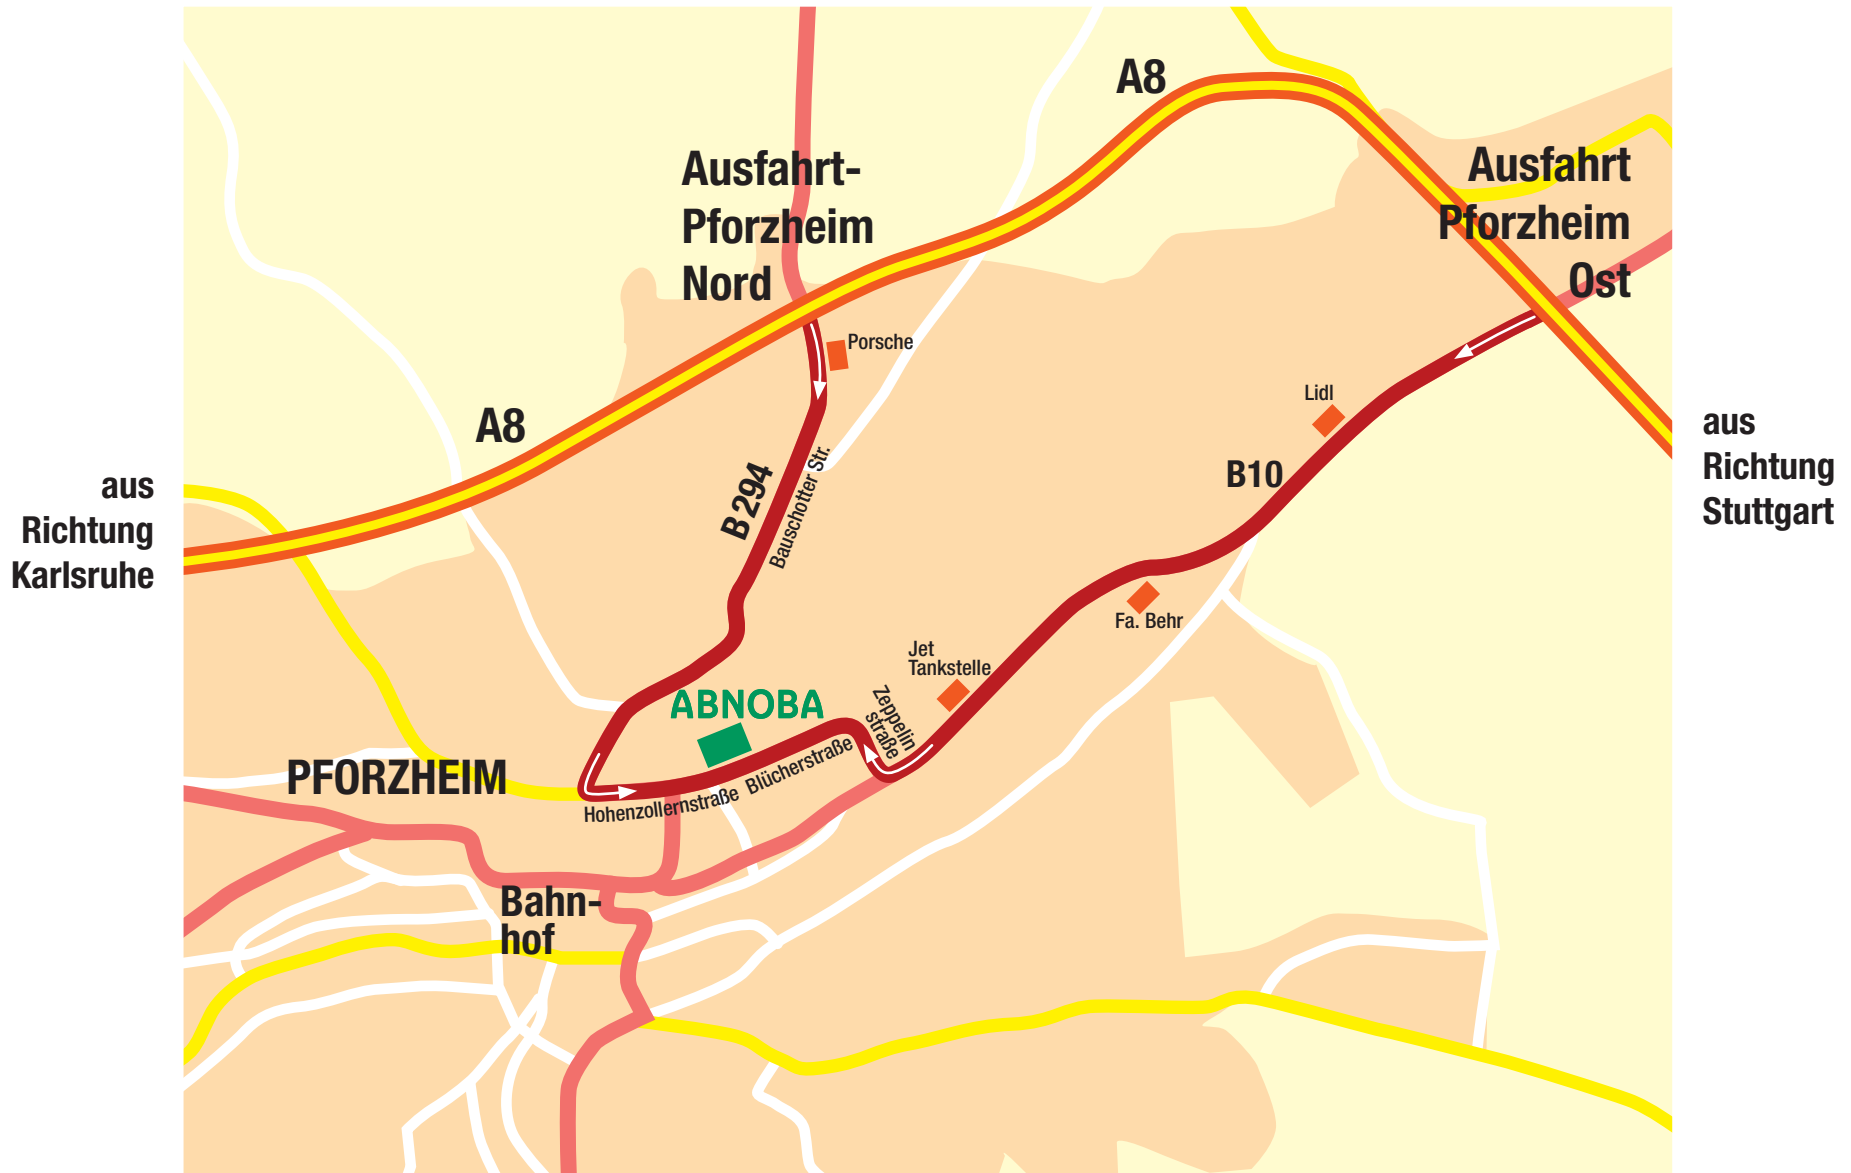 A8
Ausfahrt-
Pforzheim
Nord
Ausfahrt
Pforzheim
Ost
Porsche
Lidl
A8
aus
Richtung
Stuttgart
B10
B294
Bauschotter Str.
aus
Richtung
Karlsruhe
Fa. Behr
Jet
Tankstelle
ABNOBA
Zeppelin
straße
PFORZHEIM
Hohenzollernstraße
Blücherstraße
Bahn-
hof